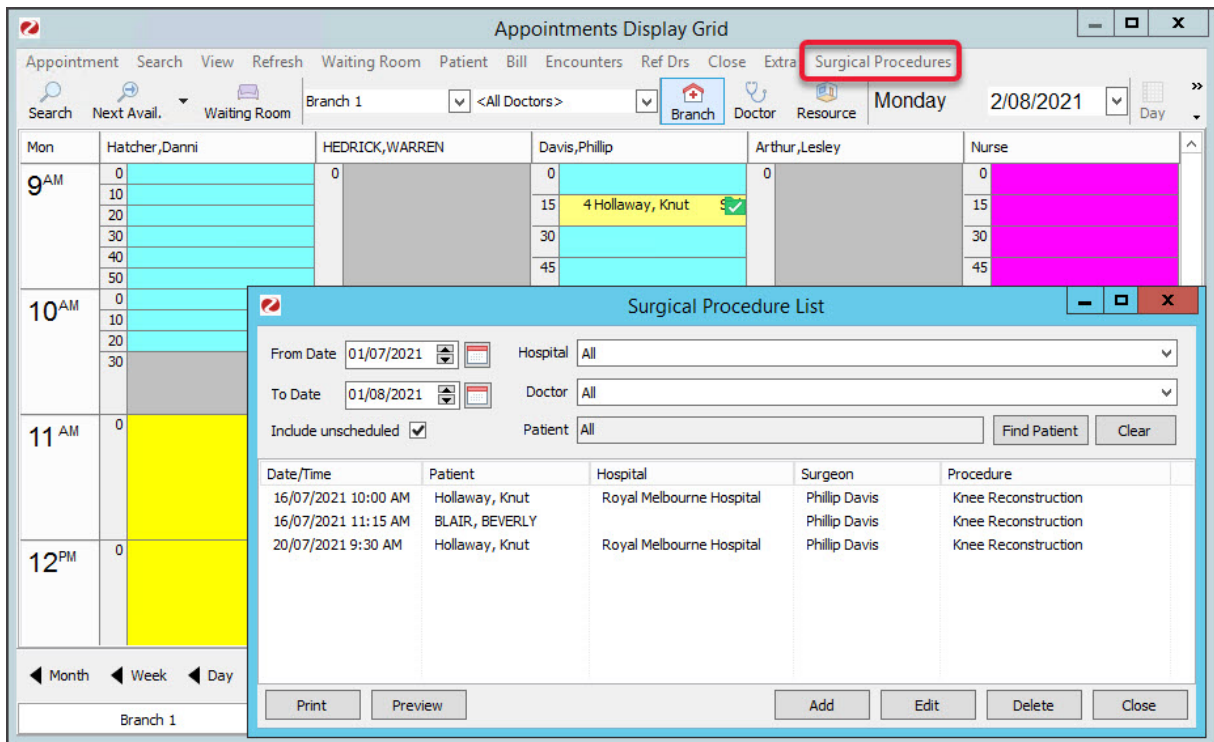 Appointments Display Grid
Appointment Search View Refresh Waiting Room Patient Bill Encounters Ref Drs Close Extra Surgical Procedures
Search Next Avail. Waiting Room Branch 1 <All Doctors> Branch Doctor Resource Monday 2/08/2021 Day
Mon Hatcher,Danni HEDRICK,WARREN Davis,Phillip Arthur,Lesley Nurse
9 AM 0 0 0 0 0
10
15 4 Hollaway, Knut 15
20
30 30 30
40
45 45
50
10 AM 0
10
20
30
11 AM 0
12 PM 0
Month Week Day
Branch 1
Surgical Procedure List
From Date 01/07/2021 Hospital All
To Date 01/08/2021 Doctor All
Include unscheduled Patient All Find Patient Clear
Date/Time Patient Hospital Surgeon Procedure
16/07/2021 10:00 AM Hollaway, Knut Royal Melbourne Hospital Phillip Davis Knee Reconstruction
16/07/2021 11:15 AM BLAIR, BEVERLY Phillip Davis Knee Reconstruction
20/07/2021 9:30 AM Hollaway, Knut Royal Melbourne Hospital Phillip Davis Knee Reconstruction
Print Preview Add Edit Delete Close